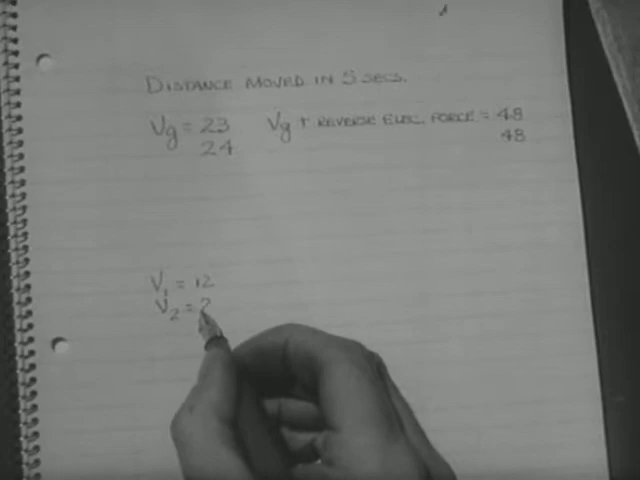 DISTANCE MOVED IN 5 SECS.
Vg = 23 Vg + REVERSE ELEC. FORCE = 48
24 48
V1 = 12
V2 = 2